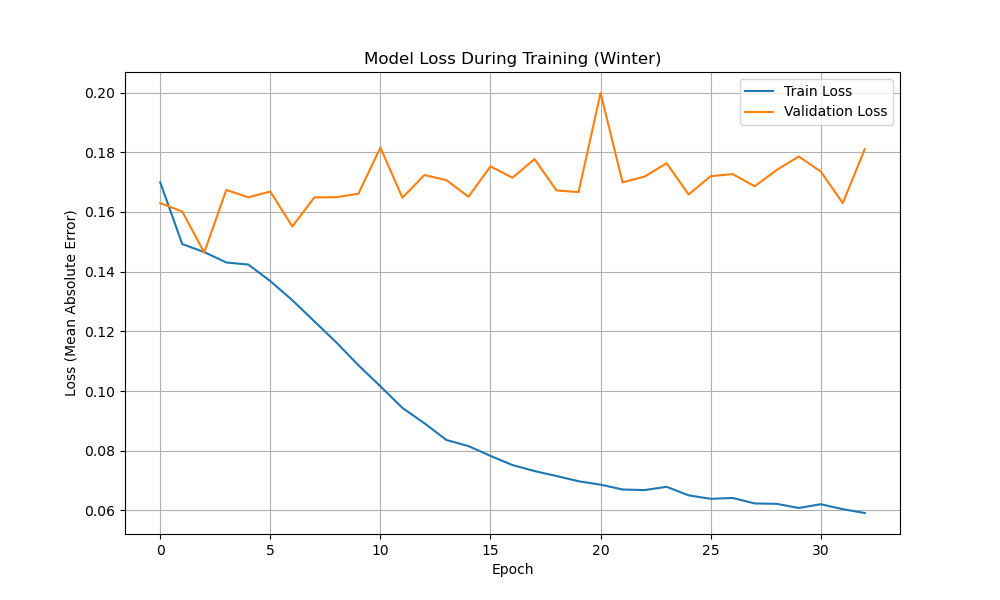 Model Loss During Training (Winter)
Train Loss
Validation Loss
Loss (Mean Absolute Error)
0.20
0.18
0.16
0.14
0.12
0.10
0.08
0.06
0 5 10 15 20 25 30
Epoch